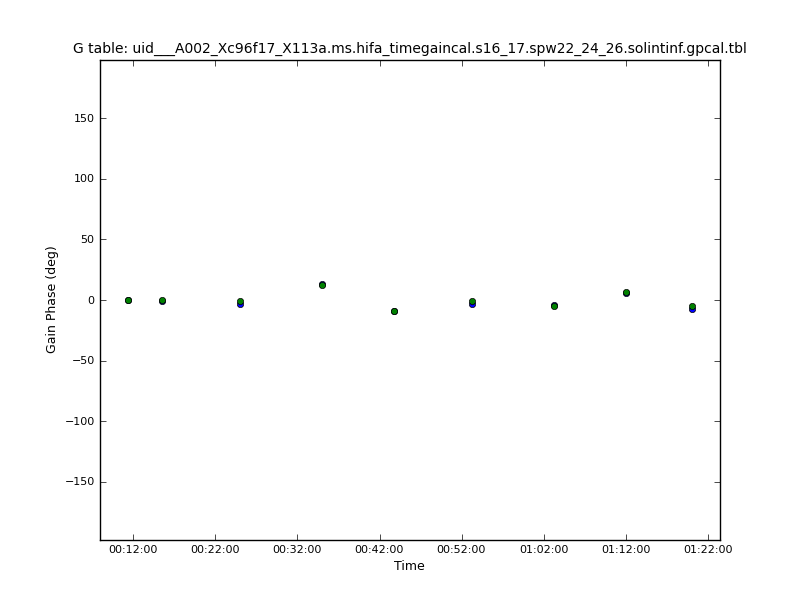 G table: uid___A002_Xc96f17_X113a.ms.hifa_timegaincal.s16_17.spw22_24_26.solintinf.gpcal.tbl
150
100
50
0
−50
−100
−150
Gain Phase (deg)
00:12:00 00:22:00 00:32:00 00:42:00 00:52:00 01:02:00 01:12:00 01:22:00
Time